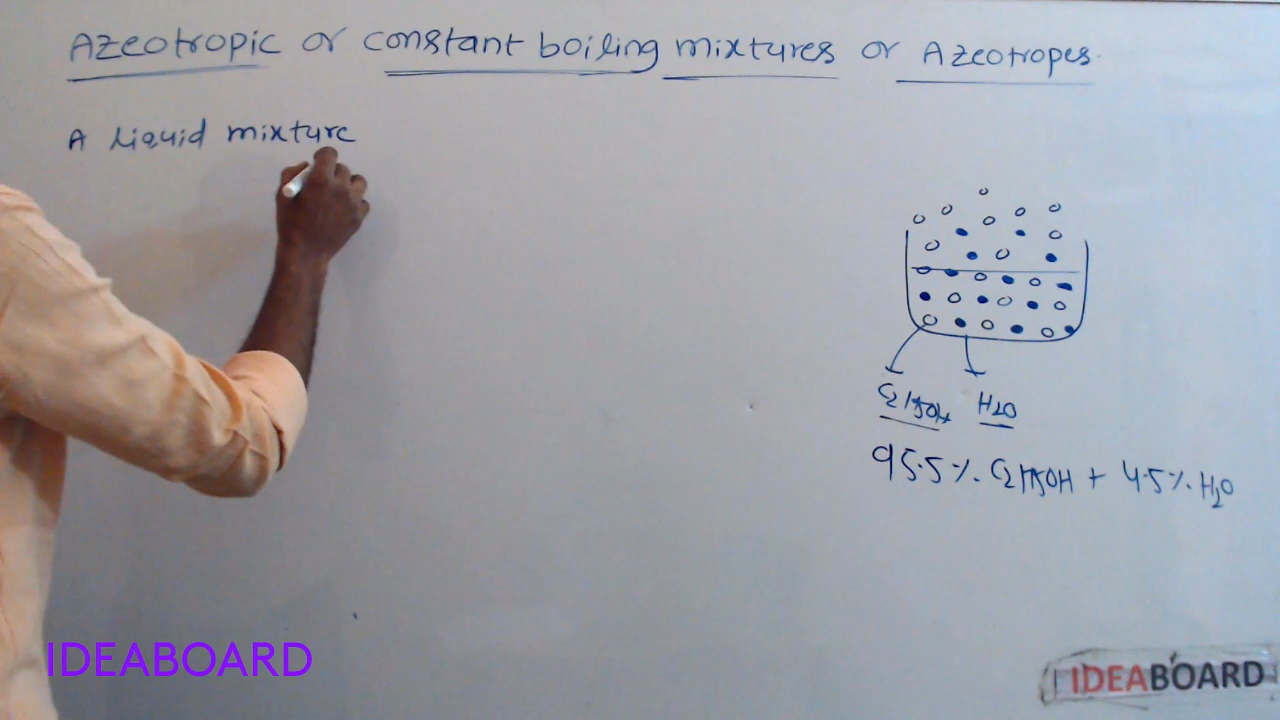 Azeotropic or constant boiling mixtures or Azeotropes.
A liquid mixture
C2H5OH H2O
95.5%. C2H5OH + 4.5%. H2O
IDEABOARD
IDEABOARD